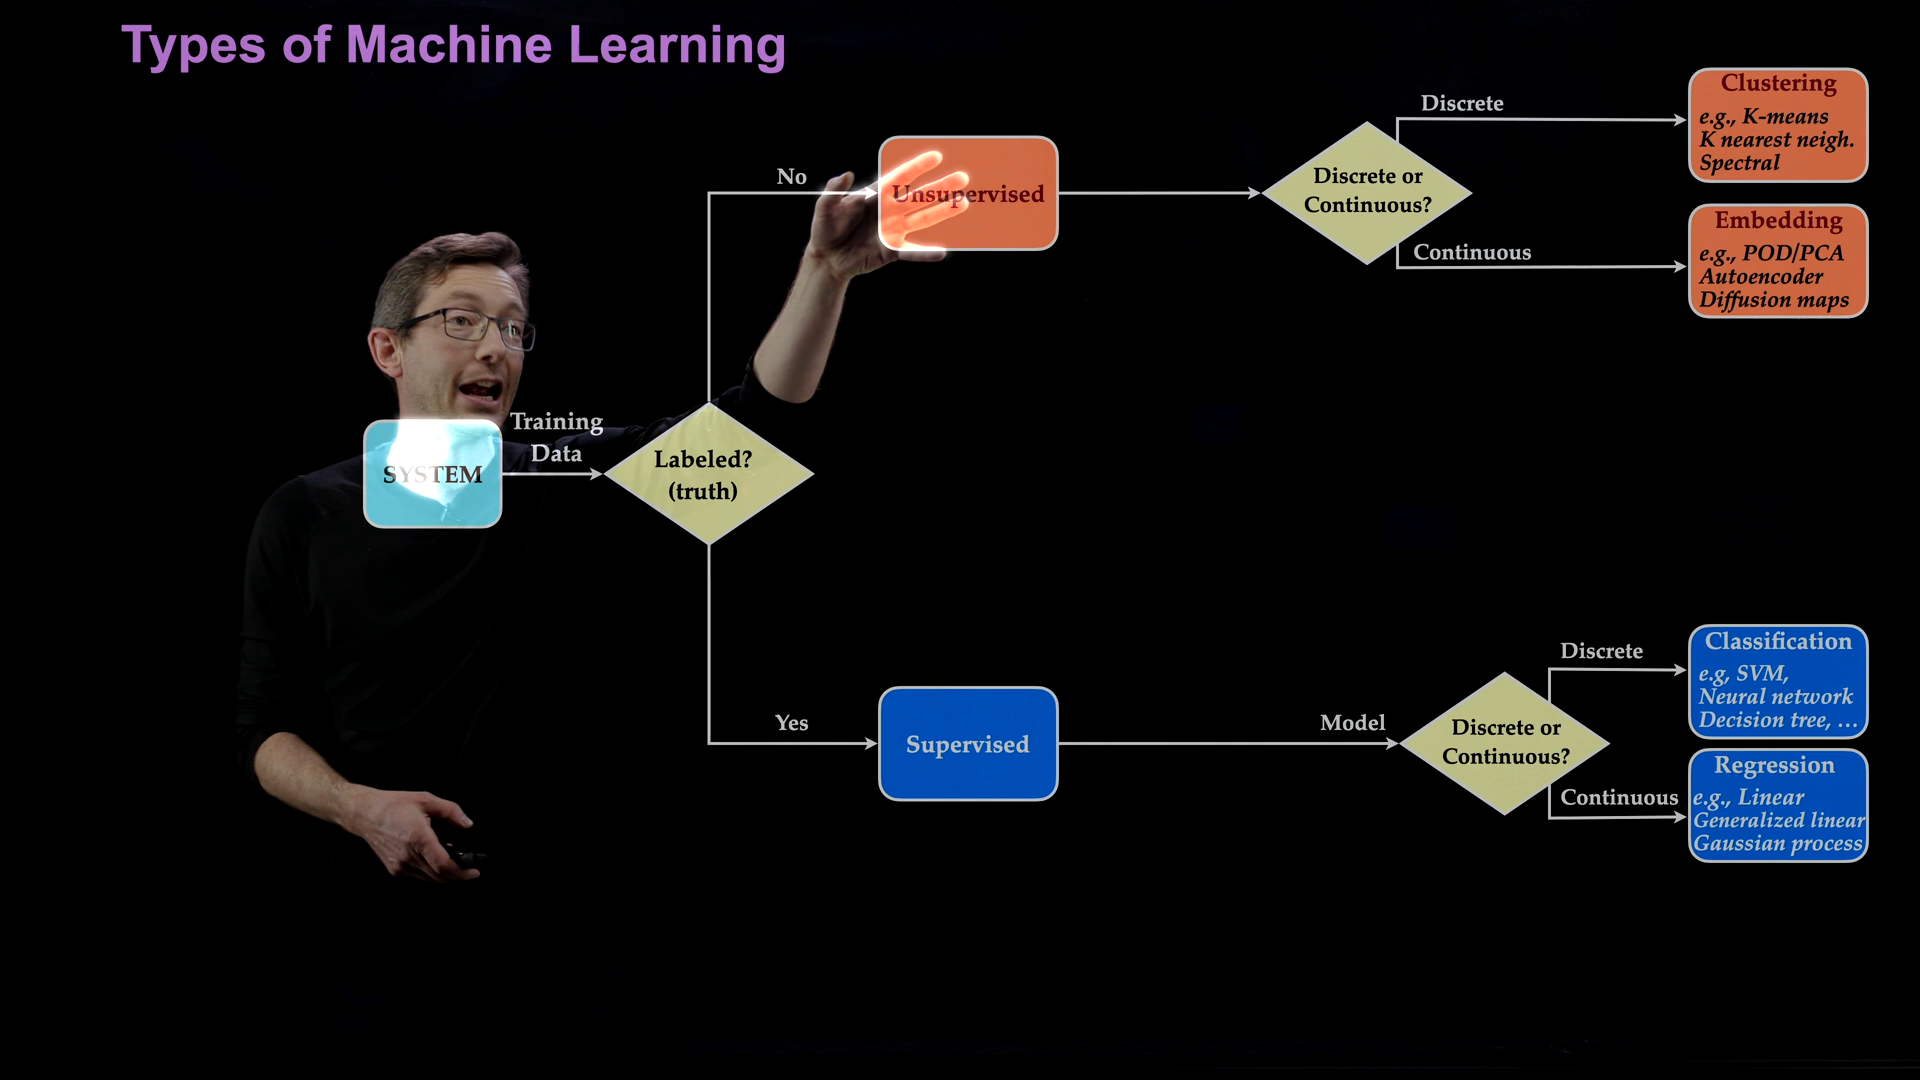 Types of Machine Learning
Discrete
Clustering
e.g., K-means
K nearest neigh.
Spectral
No
Unsupervised
Discrete or
Continuous?
Continuous
Embedding
e.g., POD/PCA
Autoencoder
Diffusion maps
Training
Data
SYSTEM
Labeled?
(truth)
Yes
Supervised
Model
Discrete or
Continuous?
Discrete
Classification
e.g, SVM,
Neural network
Decision tree, ...
Continuous
Regression
e.g., Linear
Generalized linear
Gaussian process